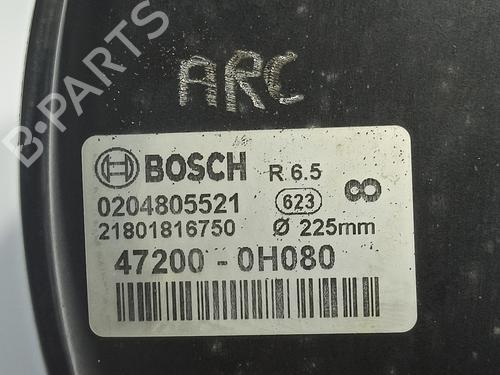 B-PARTS
ARC
BOSCH R 6.5
0204805521 623 8
21801816750 Ø 225mm
47200 - 0H080